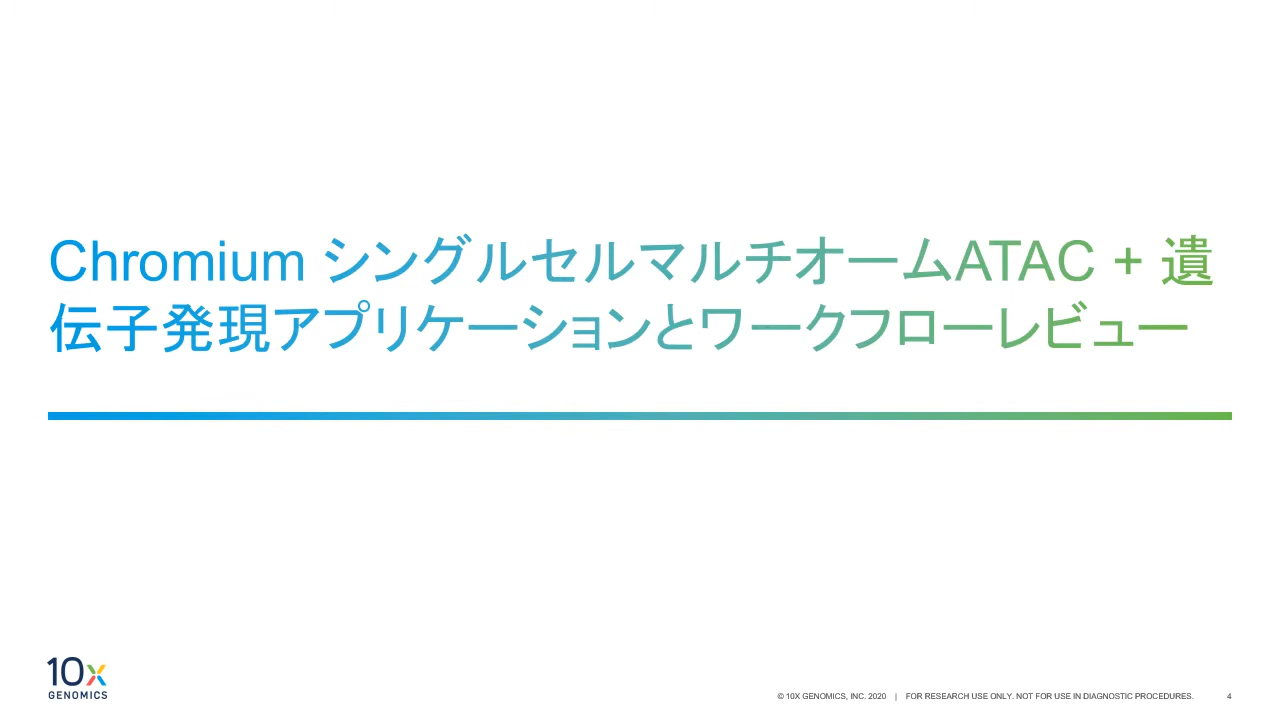 Chromium シングルセルマルチオームATAC + 遺
伝子発現アプリケーションとワークフローレビュー
10x
GENOMICS
© 10X GENOMICS, INC. 2020 | FOR RESEARCH USE ONLY. NOT FOR USE IN DIAGNOSTIC PROCEDURES. 4